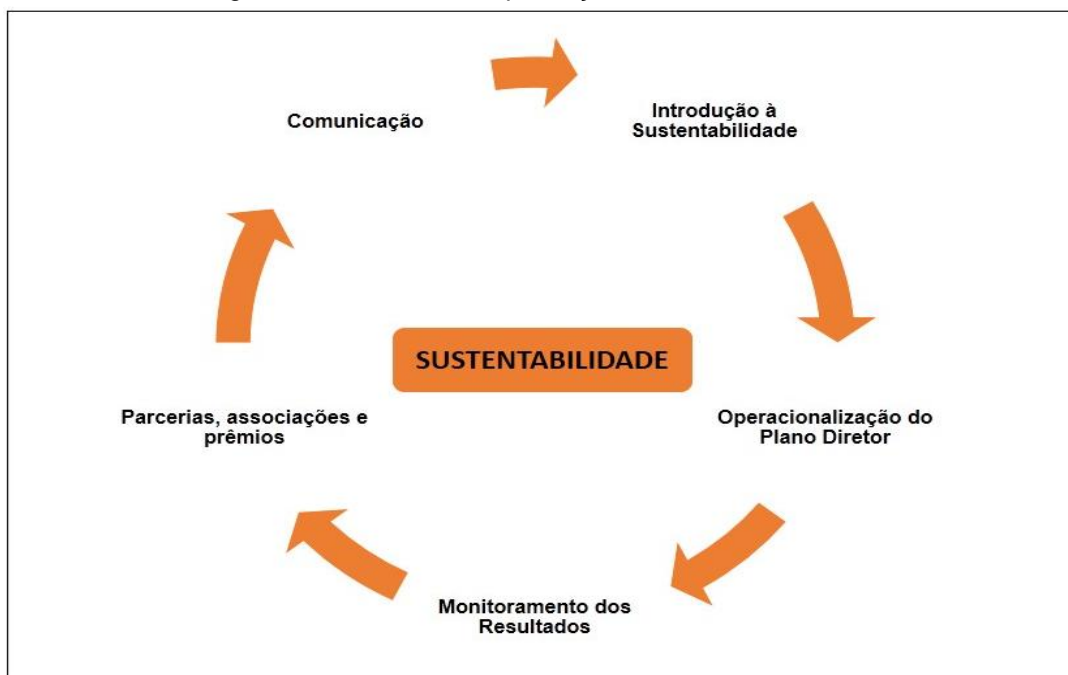 Comunicação
Introdução à
Sustentabilidade
SUSTENTABILIDADE
Parcerias, associações e
prêmios
Operacionalização do
Plano Diretor
Monitoramento dos
Resultados